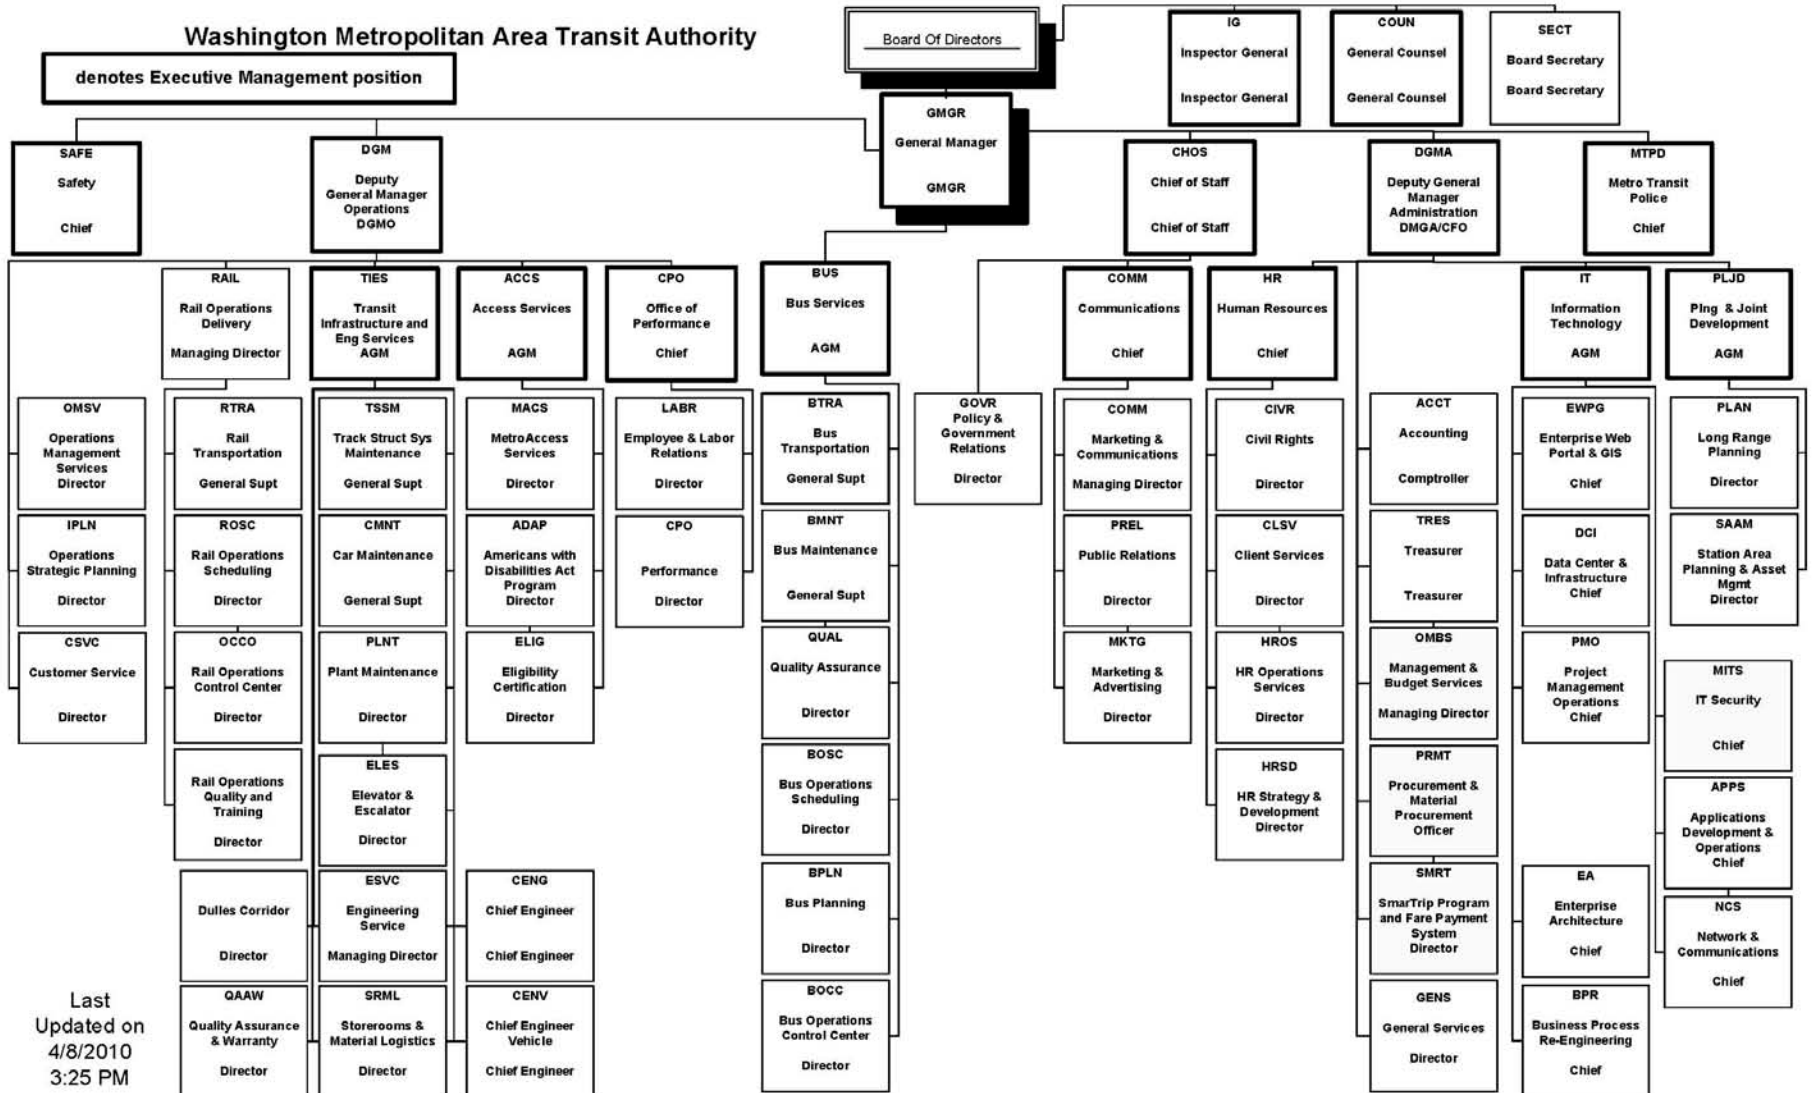 Washington Metropolitan Area Transit Authority
denotes Executive Management position
Board Of Directors
IG
Inspector General
Inspector General
COUN
General Counsel
General Counsel
SECT
Board Secretary
Board Secretary
GMGR
General Manager
GMGR
SAFE
Safety
Chief
DGM
Deputy
General Manager
Operations
DGMO
CHOS
Chief of Staff
Chief of Staff
DGMA
Deputy General
Manager
Administration
DMGA/CFO
MTPD
Metro Transit
Police
Chief
RAIL
Rail Operations
Delivery
Managing Director
TIES
Transit
Infrastructure and
Eng Services
AGM
ACCS
Access Services
AGM
CPO
Office of
Performance
Chief
BUS
Bus Services
AGM
COMM
Communications
Chief
HR
Human Resources
Chief
IT
Information
Technology
AGM
PLJD
Plng & Joint
Development
AGM
OMSV
Operations
Management
Services
Director
RTRA
Rail
Transportation
General Supt
TSSM
Track Struct Sys
Maintenance
General Supt
MACS
MetroAccess
Services
Director
LABR
Employee & Labor
Relations
Director
BTRA
Bus
Transportation
General Supt
GOVR
Policy &
Government
Relations
Director
COMM
Marketing &
Communications
Managing Director
CIVR
Civil Rights
Director
ACCT
Accounting
Comptroller
EWPG
Enterprise Web
Portal & GIS
Chief
PLAN
Long Range
Planning
Director
IPLN
Operations
Strategic Planning
Director
ROSC
Rail Operations
Scheduling
Director
CMNT
Car Maintenance
General Supt
ADAP
Americans with
Disabilities Act
Program
Director
CPO
Performance
Director
BMNT
Bus Maintenance
General Supt
PREL
Public Relations
Director
CLSV
Client Services
Director
TRES
Treasurer
Treasurer
DCI
Data Center &
Infrastructure
Chief
SAAM
Station Area
Planning & Asset
Mgmt
Director
CSVC
Customer Service
Director
OCCO
Rail Operations
Control Center
Director
PLNT
Plant Maintenance
Director
ELIG
Eligibility
Certification
Director
QUAL
Quality Assurance
Director
MKTG
Marketing &
Advertising
Director
HROS
HR Operations
Services
Director
OMBS
Management &
Budget Services
Managing Director
PMO
Project
Management
Operations
Chief
MITS
IT Security
Chief
Rail Operations
Quality and
Training
Director
ELES
Elevator &
Escalator
Director
BOSC
Bus Operations
Scheduling
Director
HRSD
HR Strategy &
Development
Director
PRMT
Procurement &
Material
Procurement
Officer
APPS
Applications
Development &
Operations
Chief
Dulles Corridor
Director
ESVC
Engineering
Service
Managing Director
CENG
Chief Engineer
Chief Engineer
BPLN
Bus Planning
Director
SMRT
SmarTrip Program
and Fare Payment
System
Director
EA
Enterprise
Architecture
Chief
NCS
Network &
Communications
Chief
QAAW
Quality Assurance
& Warranty
Director
SRML
Storerooms &
Material Logistics
Director
CENV
Chief Engineer
Vehicle
Chief Engineer
BOCC
Bus Operations
Control Center
Director
GENS
General Services
Director
BPR
Business Process
Re-Engineering
Chief
Last
Updated on
4/8/2010
3:25 PM